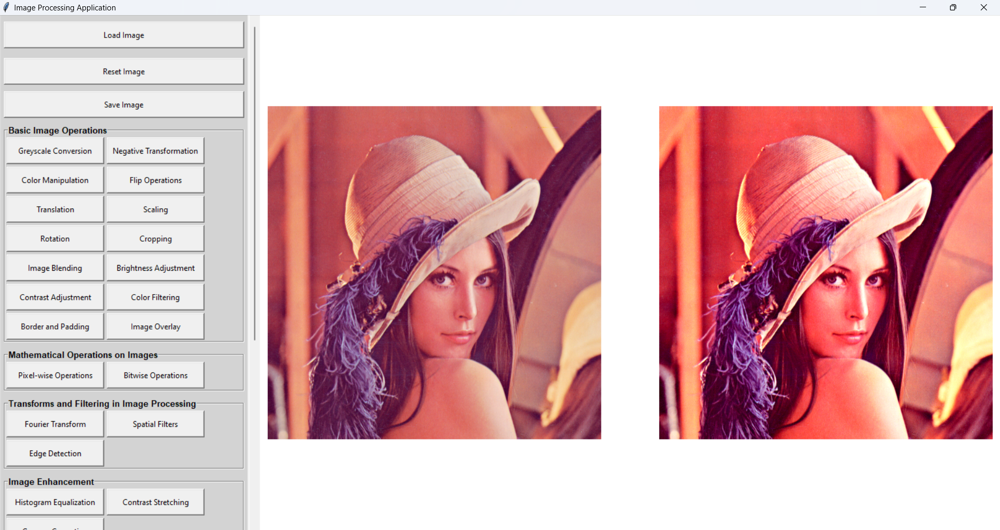 Image Processing Application
Load Image
Reset Image
Save Image
Basic Image Operations
Greyscale Conversion Negative Transformation
Color Manipulation Flip Operations
Translation Scaling
Rotation Cropping
Image Blending Brightness Adjustment
Contrast Adjustment Color Filtering
Border and Padding Image Overlay
Mathematical Operations on Images
Pixel-wise Operations Bitwise Operations
Transforms and Filtering in Image Processing
Fourier Transform Spatial Filters
Edge Detection
Image Enhancement
Histogram Equalization Contrast Stretching